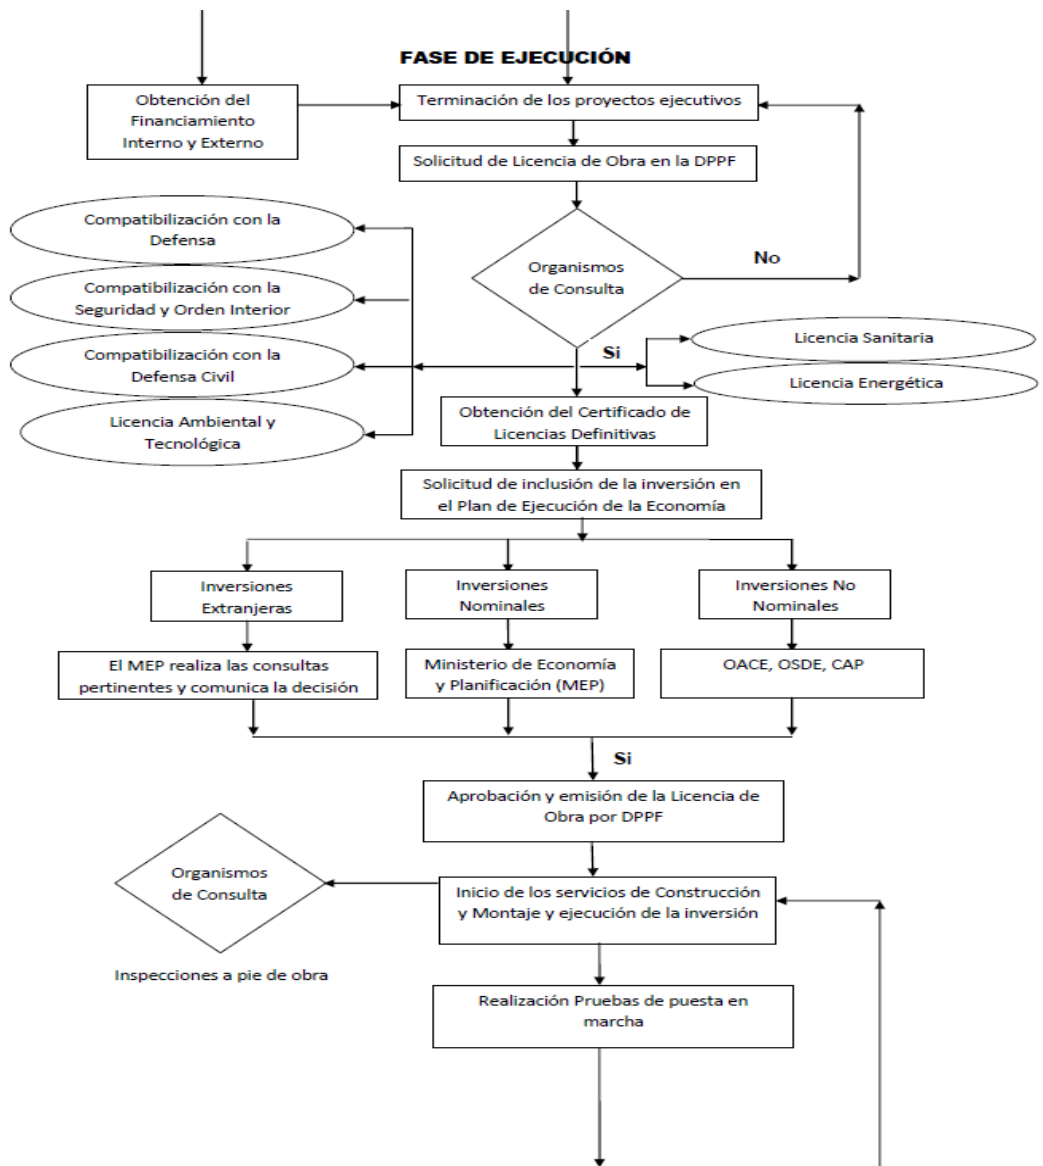 FASE DE EJECUCIÓN
Obtención del
Financiamiento
Interno y Externo
Terminación de los proyectos ejecutivos
Solicitud de Licencia de Obra en la DPPF
Compatibilización con la
Defensa
Organismos
de Consulta
No
Compatibilización con la
Seguridad y Orden Interior
Compatibilización con la
Defensa Civil
Si
Licencia Sanitaria
Licencia Energética
Licencia Ambiental y
Tecnológica
Obtención del Certificado de
Licencias Definitivas
Solicitud de inclusión de la inversión en
el Plan de Ejecución de la Economía
Inversiones
Extranjeras
Inversiones
Nominales
Inversiones No
Nominales
El MEP realiza las consultas
pertinentes y comunica la decisión
Ministerio de Economía
y Planificación (MEP)
OACE, OSDE, CAP
Si
Aprobación y emisión de la Licencia de
Obra por DPPF
Organismos
de Consulta
Inicio de los servicios de Construcción
y Montaje y ejecución de la inversión
Inspecciones a pie de obra
Realización Pruebas de puesta en
marcha